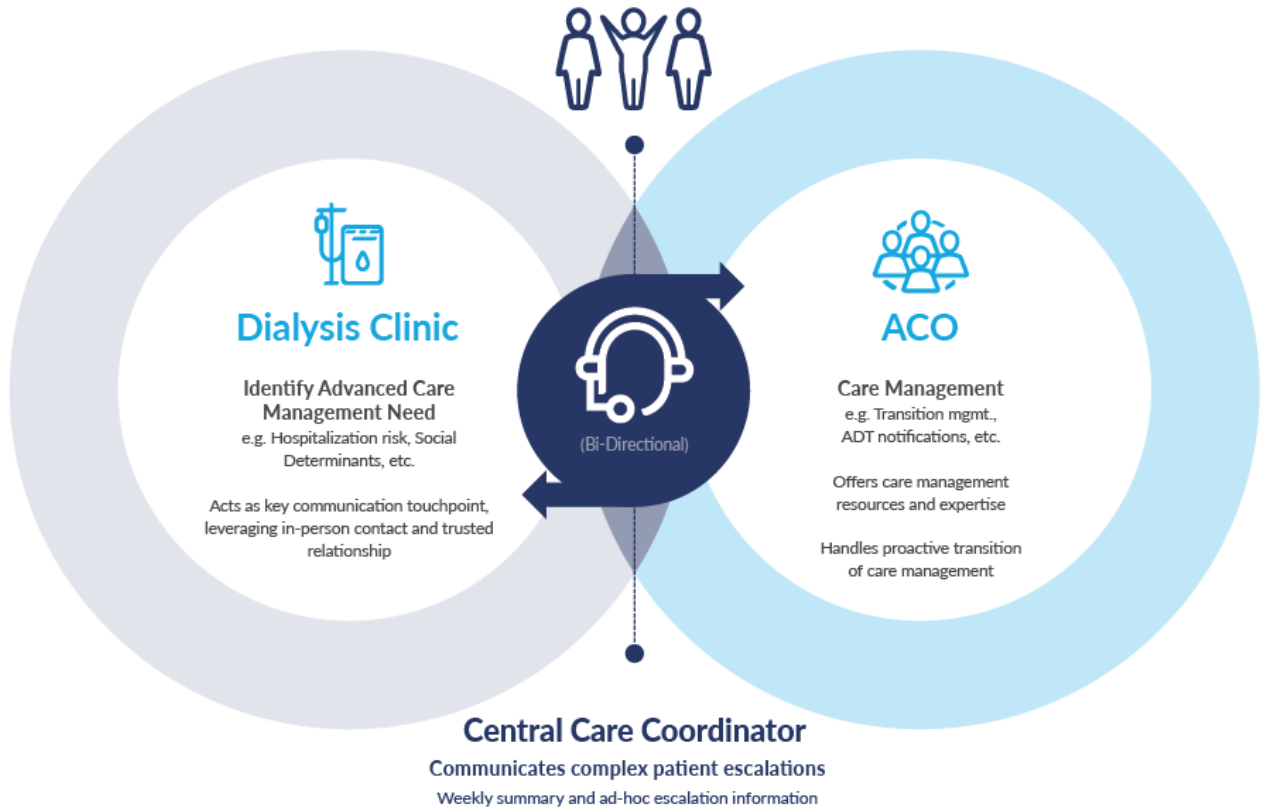 Dialysis Clinic
Identify Advanced Care
Management Need
e.g. Hospitalization risk, Social
Determinants, etc.
Acts as key communication touchpoint,
leveraging in-person contact and trusted
relationship
(Bi-Directional)
ACO
Care Management
e.g. Transition mgmt.,
ADT notifications, etc.
Offers care management
resources and expertise
Handles proactive transition
of care management
Central Care Coordinator
Communicates complex patient escalations
Weekly summary and ad-hoc escalation information